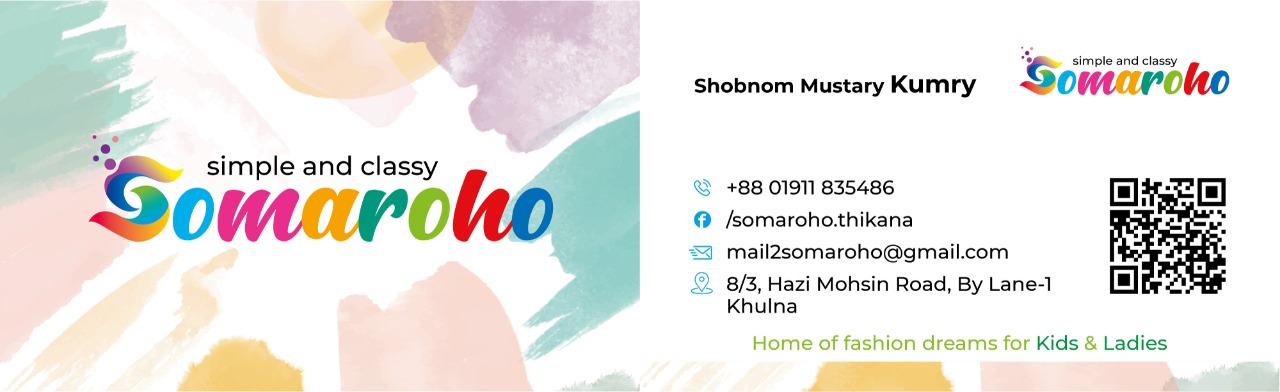 simple and classy
Somaroho
Shobnom Mustary Kumry
simple and classy
Somaroho
+88 01911 835486
/somaroho.thikana
mail2somaroho@gmail.com
8/3, Hazi Mohsin Road, By Lane-1
Khulna
Home of fashion dreams for Kids & Ladies